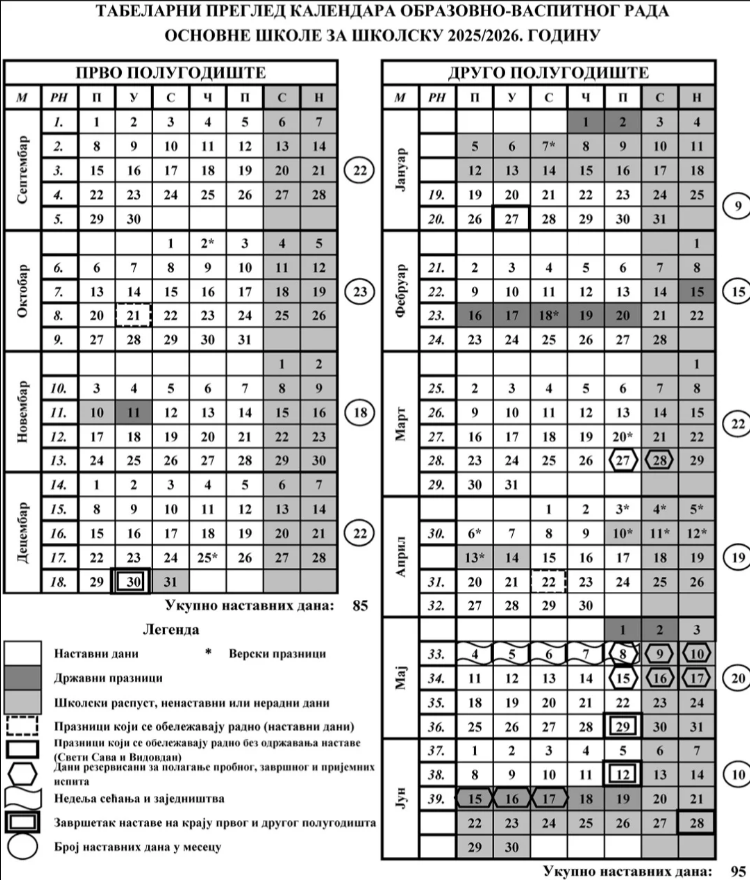 ТАБЕЛАРНИ ПРЕГЛЕД КАЛЕНДАРА ОБРАЗОВНО-ВАСПИТНОГ РАДА
ОСНОВНЕ ШКОЛЕ ЗА ШКОЛСКУ 2025/2026. ГОДИНУ
ПРВО ПОЛУГОДИШТЕ
М РН П У С Ч П С Н
Септембар
1. 1 2 3 4 5 6 7
2. 8 9 10 11 12 13 14
3. 15 16 17 18 19 20 21
22
4. 22 23 24 25 26 27 28
5. 29 30
Октобар
1 2* 3 4 5
6. 6 7 8 9 10 11 12
7. 13 14 15 16 17 18 19
23
8. 20 21 22 23 24 25 26
9. 27 28 29 30 31
Новембар
1 2
10. 3 4 5 6 7 8 9
11. 10 11 12 13 14 15 16
18
12. 17 18 19 20 21 22 23
13. 24 25 26 27 28 29 30
Децембар
14. 1 2 3 4 5 6 7
15. 8 9 10 11 12 13 14
16. 15 16 17 18 19 20 21
22
17. 22 23 24 25* 26 27 28
18. 29 30 31
Укупно наставних дана: 85
Легенда
Наставни дани * Верски празници
Државни празници
Школски распуст, ненаставни или нерадни дани
Празници који се обележавају радно (наставни дани)
Празници који се обележавају радно без одржавања наставе
(Свети Сава и Видовдан)
Дани резервисани за полагање пробног, завршног и пријемних
испита
Недеља сећања и заједништва
Завршетак наставе на крају првог и другог полугодишта
Број наставних дана у месецу
ДРУГО ПОЛУГОДИШТЕ
М РН П У С Ч П С Н
Јануар
1 2 3 4
5 6 7* 8 9 10 11
12 13 14 15 16 17 18
19. 19 20 21 22 23 24 25
9
20. 26 27 28 29 30 31
Фебруар
1
21. 2 3 4 5 6 7 8
22. 9 10 11 12 13 14 15
15
23. 16 17 18* 19 20 21 22
24. 23 24 25 26 27 28
Март
1
25. 2 3 4 5 6 7 8
26. 9 10 11 12 13 14 15
22
27. 16 17 18 19 20* 21 22
28. 23 24 25 26 27 28 29
29. 30 31
Април
1 2 3* 4* 5*
30. 6* 7 8 9 10* 11* 12*
13* 14 15 16 17 18 19
19
31. 20 21 22 23 24 25 26
32. 27 28 29 30
Мај
1 2 3
33. 4 5 6 7 8 9 10
34. 11 12 13 14 15 16 17
20
35. 18 19 20 21 22 23 24
36. 25 26 27 28 29 30 31
Јун
37. 1 2 3 4 5 6 7
38. 8 9 10 11 12 13 14
10
39. 15 16 17 18 19 20 21
22 23 24 25 26 27 28
29 30
Укупно наставних дана: 95